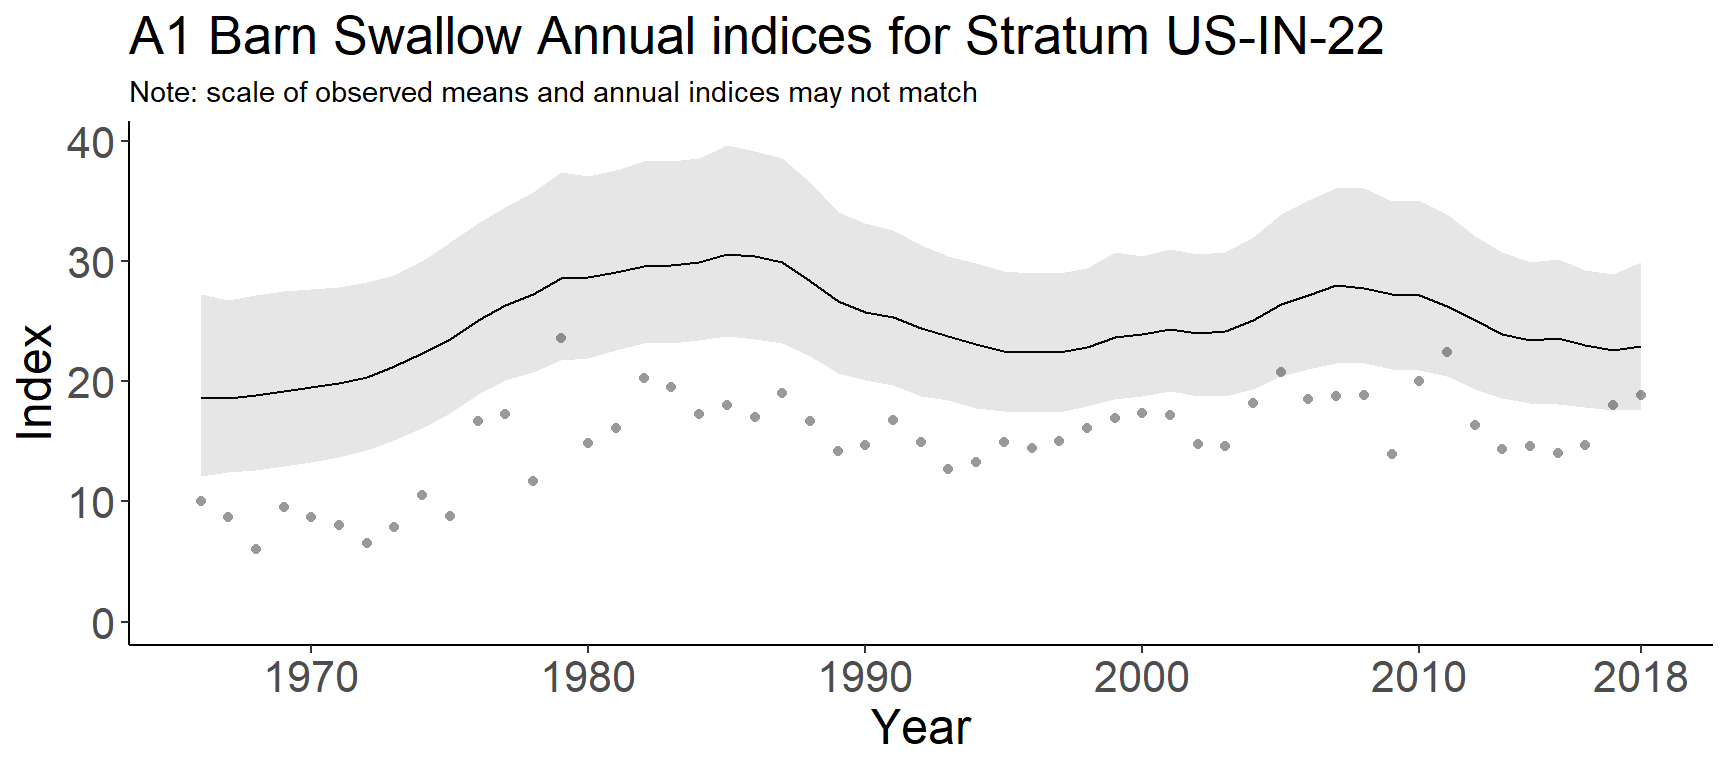 A1 Barn Swallow Annual indices for Stratum US-IN-22
Note: scale of observed means and annual indices may not match
40
30
20
10
0
Index
1970 1980 1990 2000 2010 2018
Year